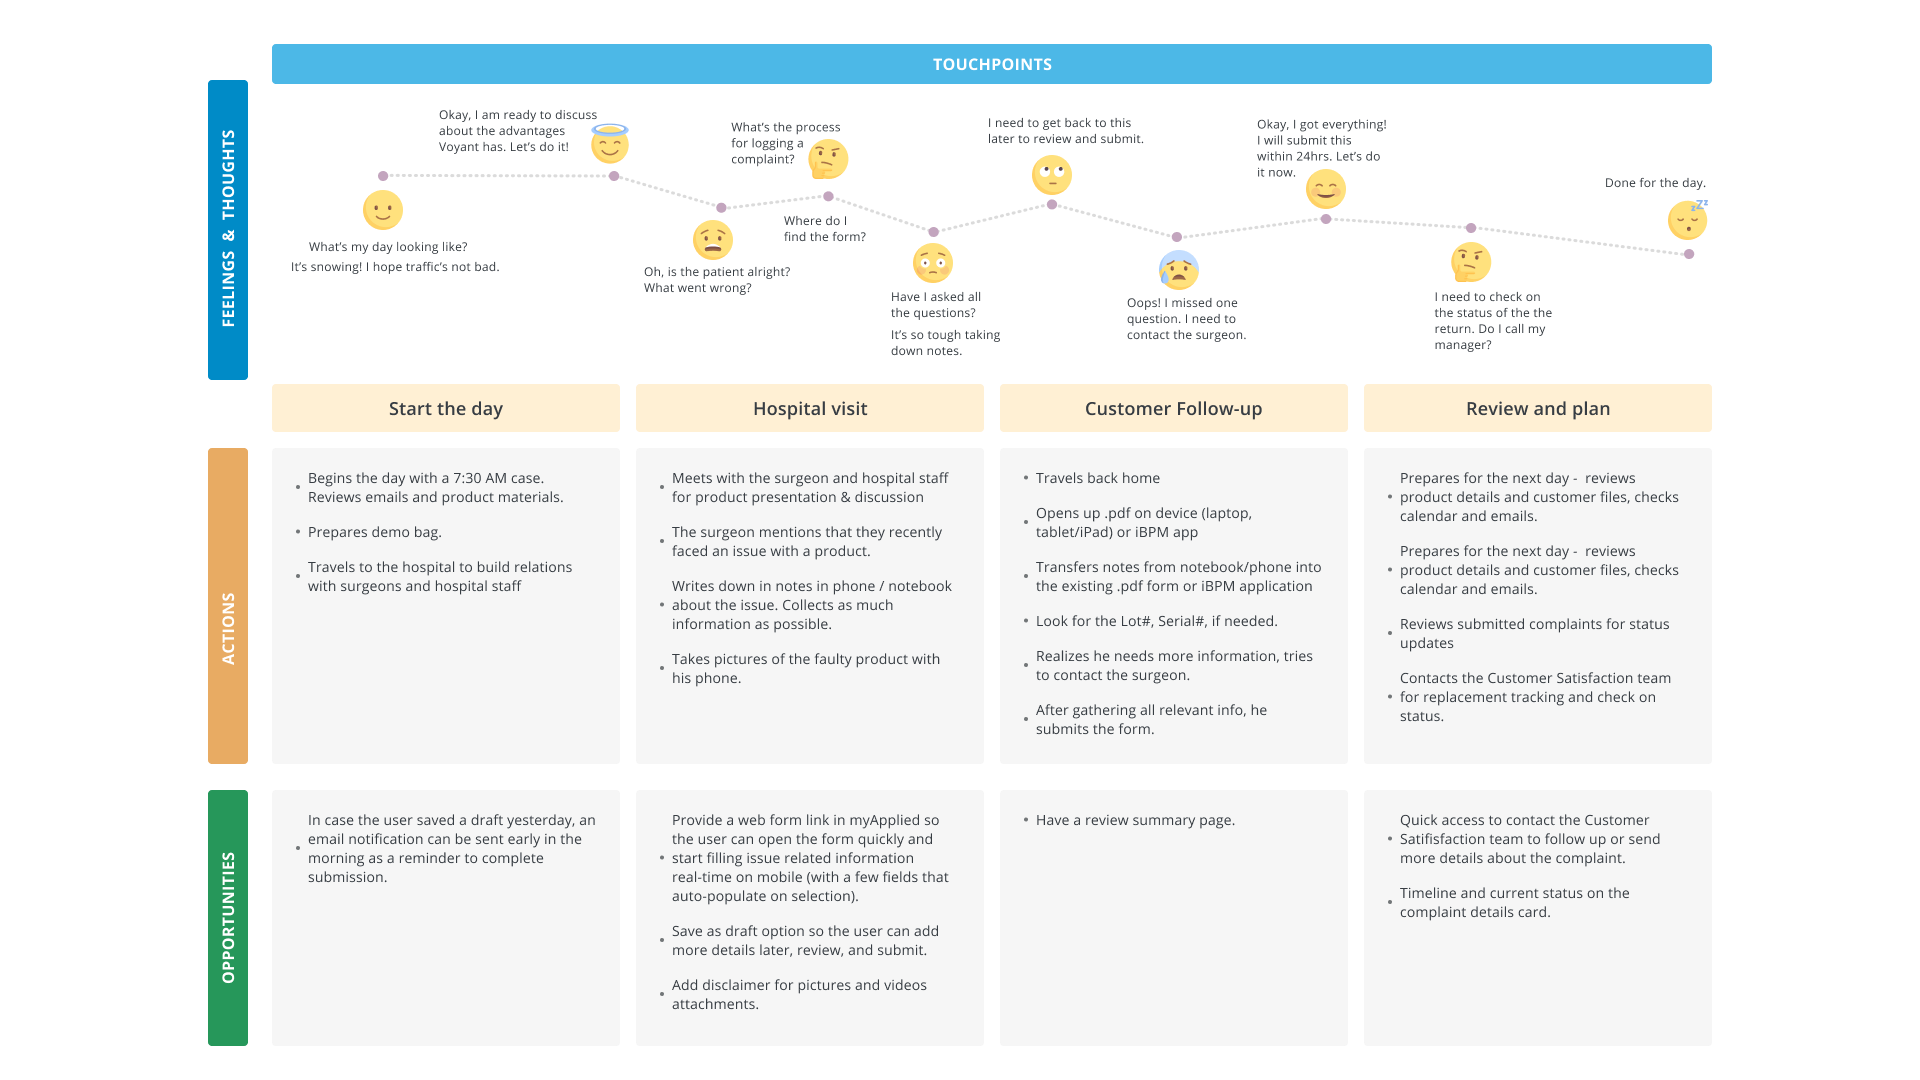 TOUCHPOINTS
FEELINGS & THOUGHTS
Okay, I am ready to discuss
about the advantages
Voyant has. Let's do it!
What's my day looking like?
It's snowing! I hope traffic's not bad.
What's the process
for logging a
complaint?
Where do I
find the form?
Oh, is the patient alright?
What went wrong?
Have I asked all
the questions?
It's so tough taking
down notes.
I need to get back to this
later to review and submit.
Oops! I missed one
question. I need to
contact the surgeon.
Okay, I got everything!
I will submit this
within 24hrs. Let's do
it now.
I need to check on
the status of the the
return. Do I call my
manager?
Done for the day.
zZz
Start the day
Hospital visit
Customer Follow-up
Review and plan
ACTIONS
• Begins the day with a 7:30 AM case.
Reviews emails and product materials.
• Prepares demo bag.
• Travels to the hospital to build relations
with surgeons and hospital staff
• Meets with the surgeon and hospital staff
for product presentation & discussion
• The surgeon mentions that they recently
faced an issue with a product.
• Writes down in notes in phone / notebook
about the issue. Collects as much
information as possible.
• Takes pictures of the faulty product with
his phone.
• Travels back home
• Opens up .pdf on device (laptop,
tablet/iPad) or iBPM app
• Transfers notes from notebook/phone into
the existing .pdf form or iBPM application
• Look for the Lot#, Serial#, if needed.
• Realizes he needs more information, tries
to contact the surgeon.
• After gathering all relevant info, he
submits the form.
• Prepares for the next day - reviews
product details and customer files, checks
calendar and emails.
• Prepares for the next day - reviews
product details and customer files, checks
calendar and emails.
• Reviews submitted complaints for status
updates
• Contacts the Customer Satisfaction team
for replacement tracking and check on
status.
OPPORTUNITIES
• In case the user saved a draft yesterday, an
email notification can be sent early in the
morning as a reminder to complete
submission.
• Provide a web form link in myApplied so
the user can open the form quickly and
start filling issue related information
real-time on mobile (with a few fields that
auto-populate on selection).
• Save as draft option so the user can add
more details later, review, and submit.
• Add disclaimer for pictures and videos
attachments.
• Have a review summary page.
• Quick access to contact the Customer
Satifisfaction team to follow up or send
more details about the complaint.
• Timeline and current status on the
complaint details card.